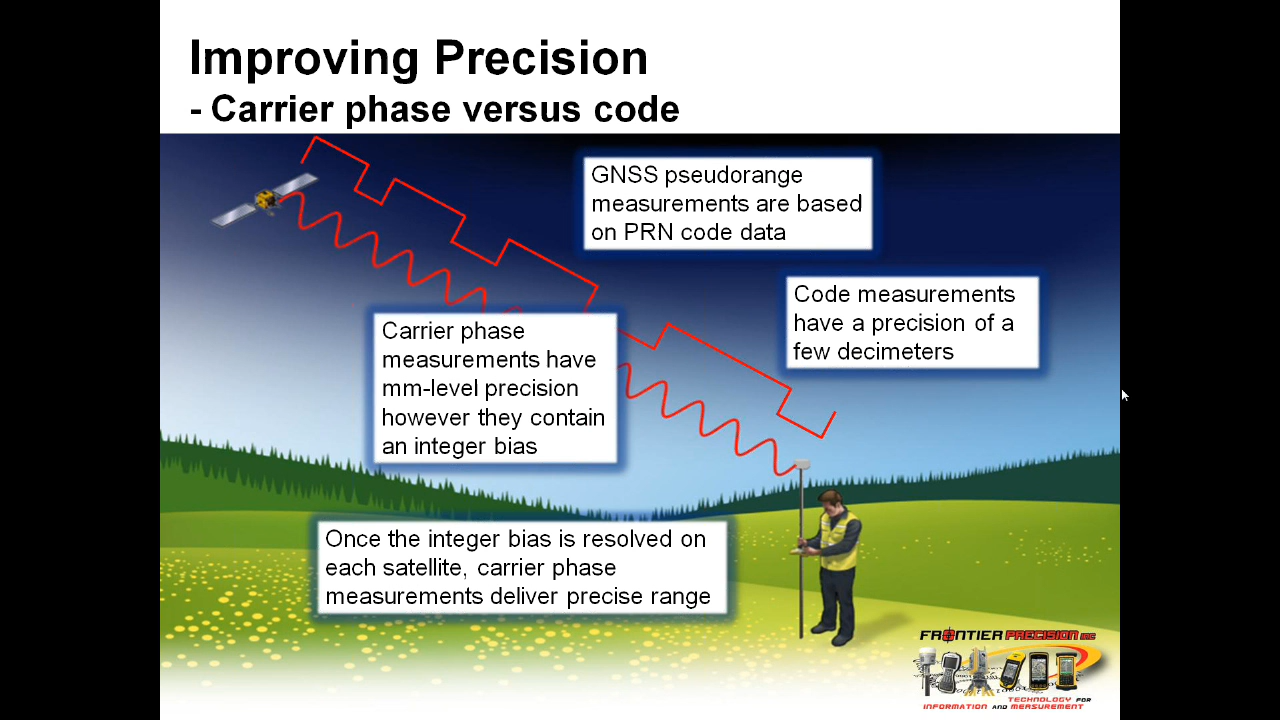 Improving Precision
- Carrier phase versus code
GNSS pseudorange
measurements are based
on PRN code data
Code measurements
have a precision of a
few decimeters
Carrier phase
measurements have
mm-level precision
however they contain
an integer bias
Once the integer bias is resolved on
each satellite, carrier phase
measurements deliver precise range
FRONTIER PRECISION INC
TECHNOLOGY FOR
INFORMATION AND MEASUREMENT